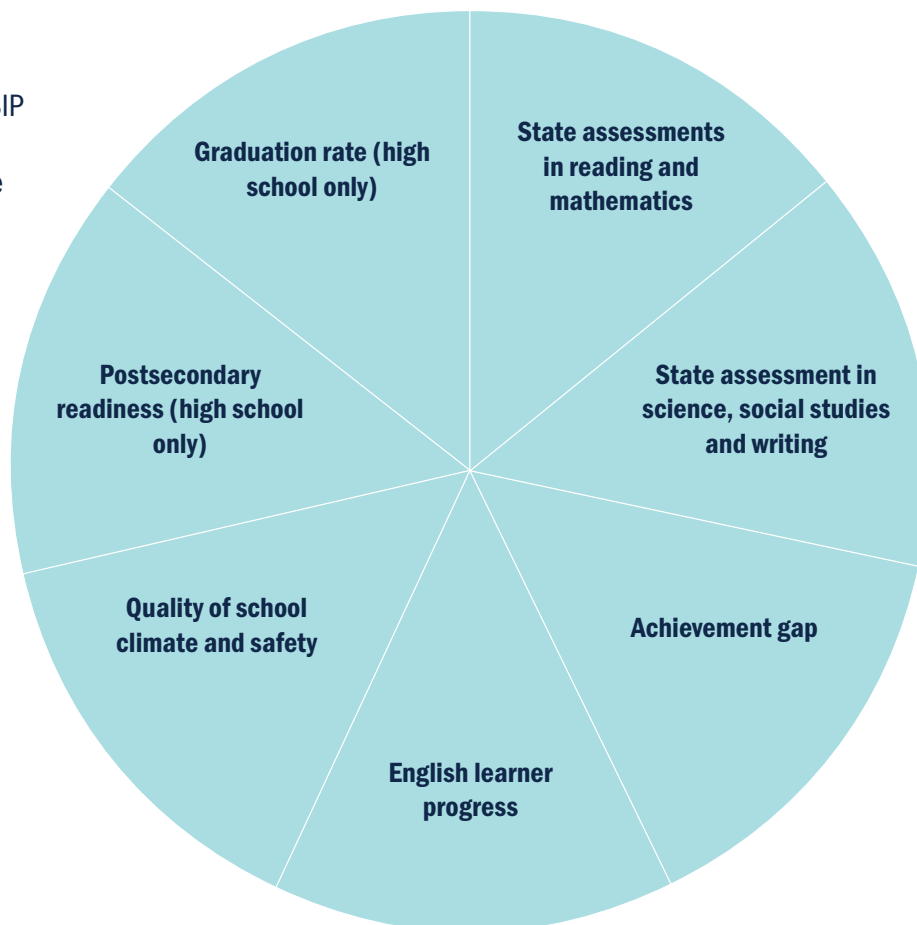 State assessments
in reading and
mathematics
State assessment in
science, social studies
and writing
Achievement gap
English learner
progress
Quality of school
climate and safety
Postsecondary
readiness (high school
only)
Graduation rate (high
school only)